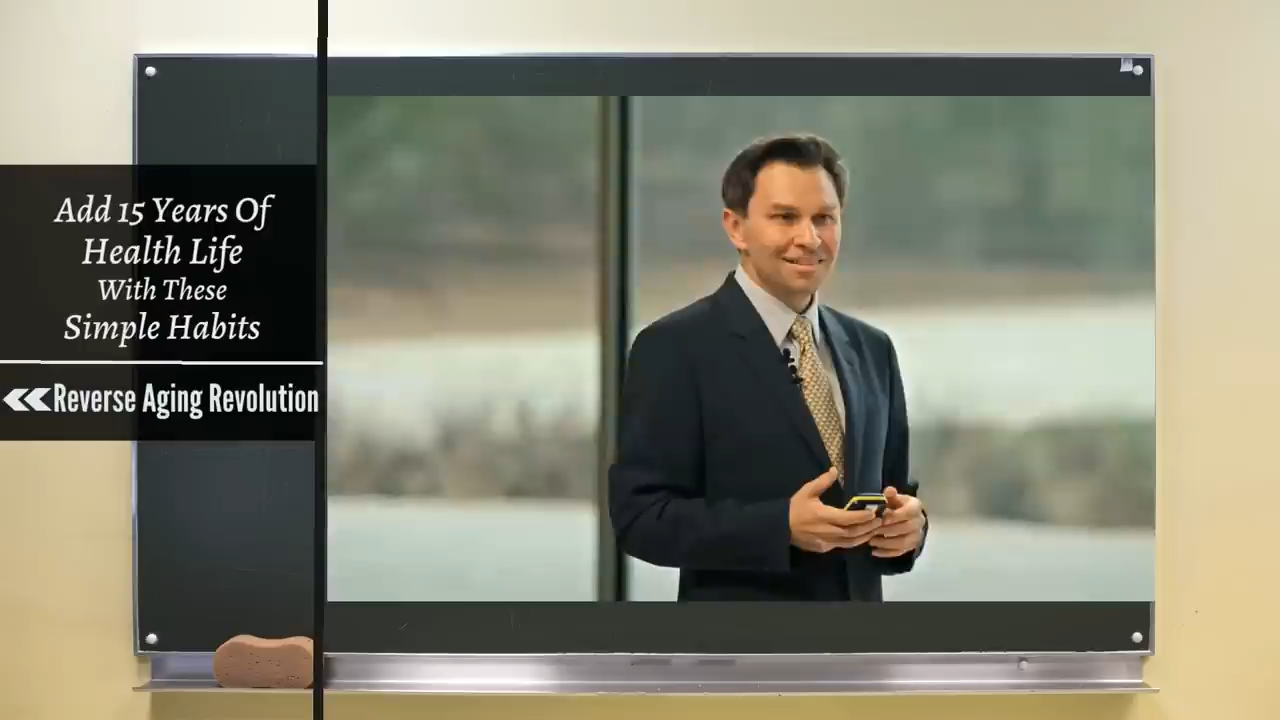 Add 15 Years Of
Health Life
With These
Simple Habits
Reverse Aging Revolution